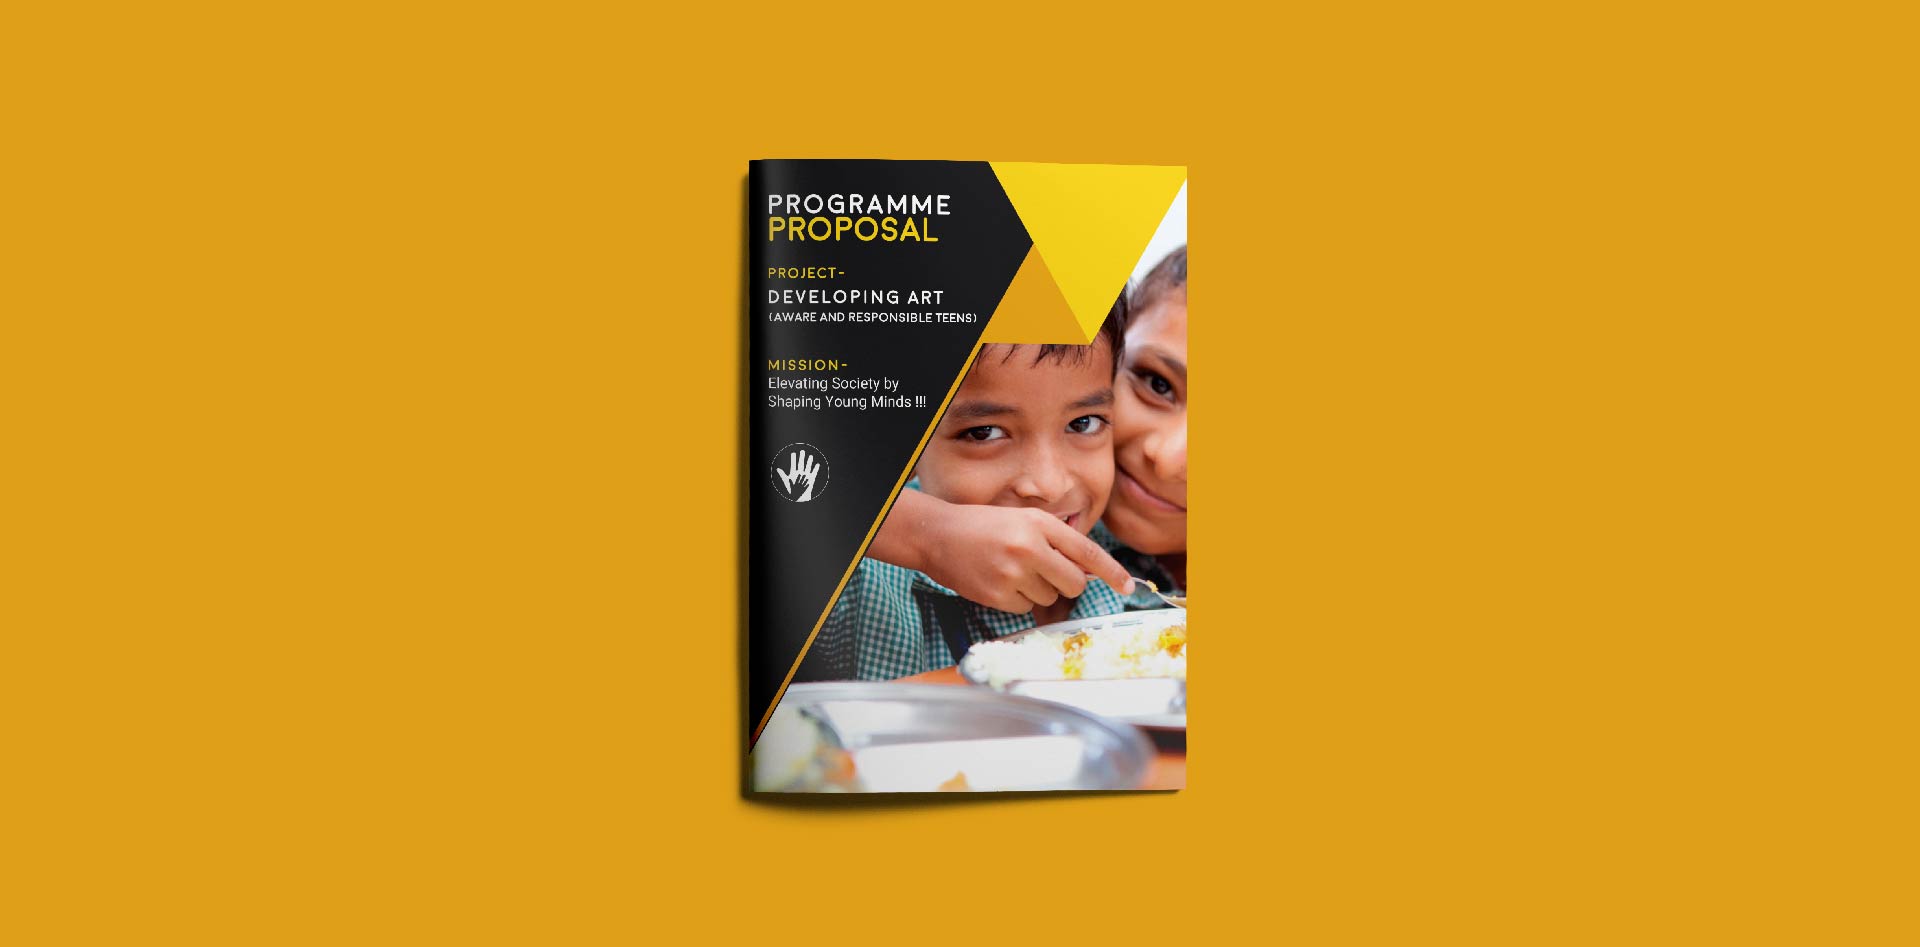 PROGRAMME
PROPOSAL
PROJECT-
DEVELOPING ART
(AWARE AND RESPONSIBLE TEENS)
MISSION-
Elevating Society by
Shaping Young Minds !!!